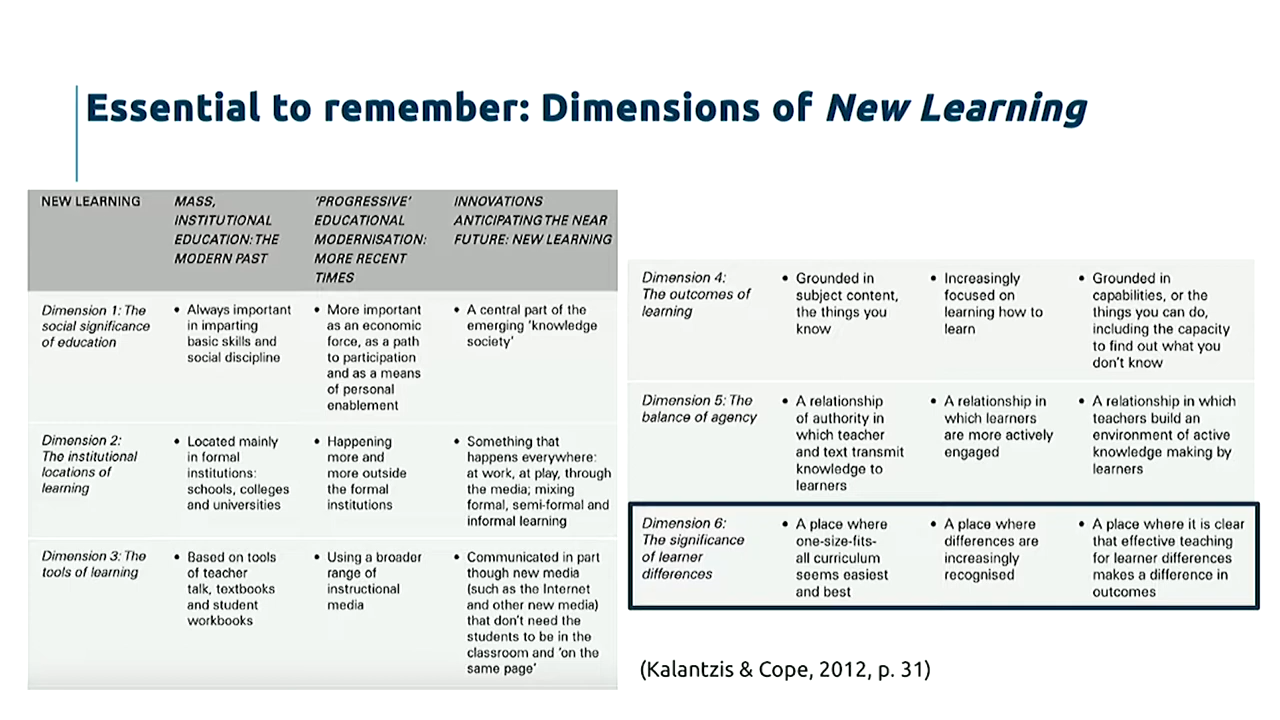 Essential to remember: Dimensions of New Learning
NEW LEARNING
MASS,
INSTITUTIONAL
EDUCATION: THE
MODERN PAST
'PROGRESSIVE'
EDUCATIONAL
MODERNISATION:
MORE RECENT
TIMES
INNOVATIONS
ANTICIPATING THE NEAR
FUTURE: NEW LEARNING
Dimension 1: The
social significance
of education
• Always important
in imparting
basic skills and
social discipline
• More important
as an economic
force, as a path
to participation
and as a means
of personal
enablement
• A central part of the
emerging 'knowledge
society'
Dimension 2:
The institutional
locations of
learning
• Located mainly
in formal
institutions:
schools, colleges
and universities
• Happening
more and
more outside
the formal
institutions
• Something that
happens everywhere:
at work, at play, through
the media; mixing
formal, semi-formal and
informal learning
Dimension 3: The
tools of learning
• Based on tools
of teacher
talk, textbooks
and student
workbooks
• Using a broader
range of
instructional
media
• Communicated in part
though new media
(such as the Internet
and other new media)
that don't need the
students to be in the
classroom and 'on the
same page'
Dimension 4:
The outcomes of
learning
• Grounded in
subject content,
the things you
know
• Increasingly
focused on
learning how to
learn
• Grounded in
capabilities, or the
things you can do,
including the capacity
to find out what you
don't know
Dimension 5: The
balance of agency
• A relationship
of authority in
which teacher
and text transmit
knowledge to
learners
• A relationship in
which learners
are more actively
engaged
• A relationship in which
teachers build an
environment of active
knowledge making by
learners
Dimension 6:
The significance
of learner
differences
• A place where
one-size-fits-
all curriculum
seems easiest
and best
• A place where
differences are
increasingly
recognised
• A place where it is clear
that effective teaching
for learner differences
makes a difference in
outcomes
(Kalantzis & Cope, 2012, p. 31)